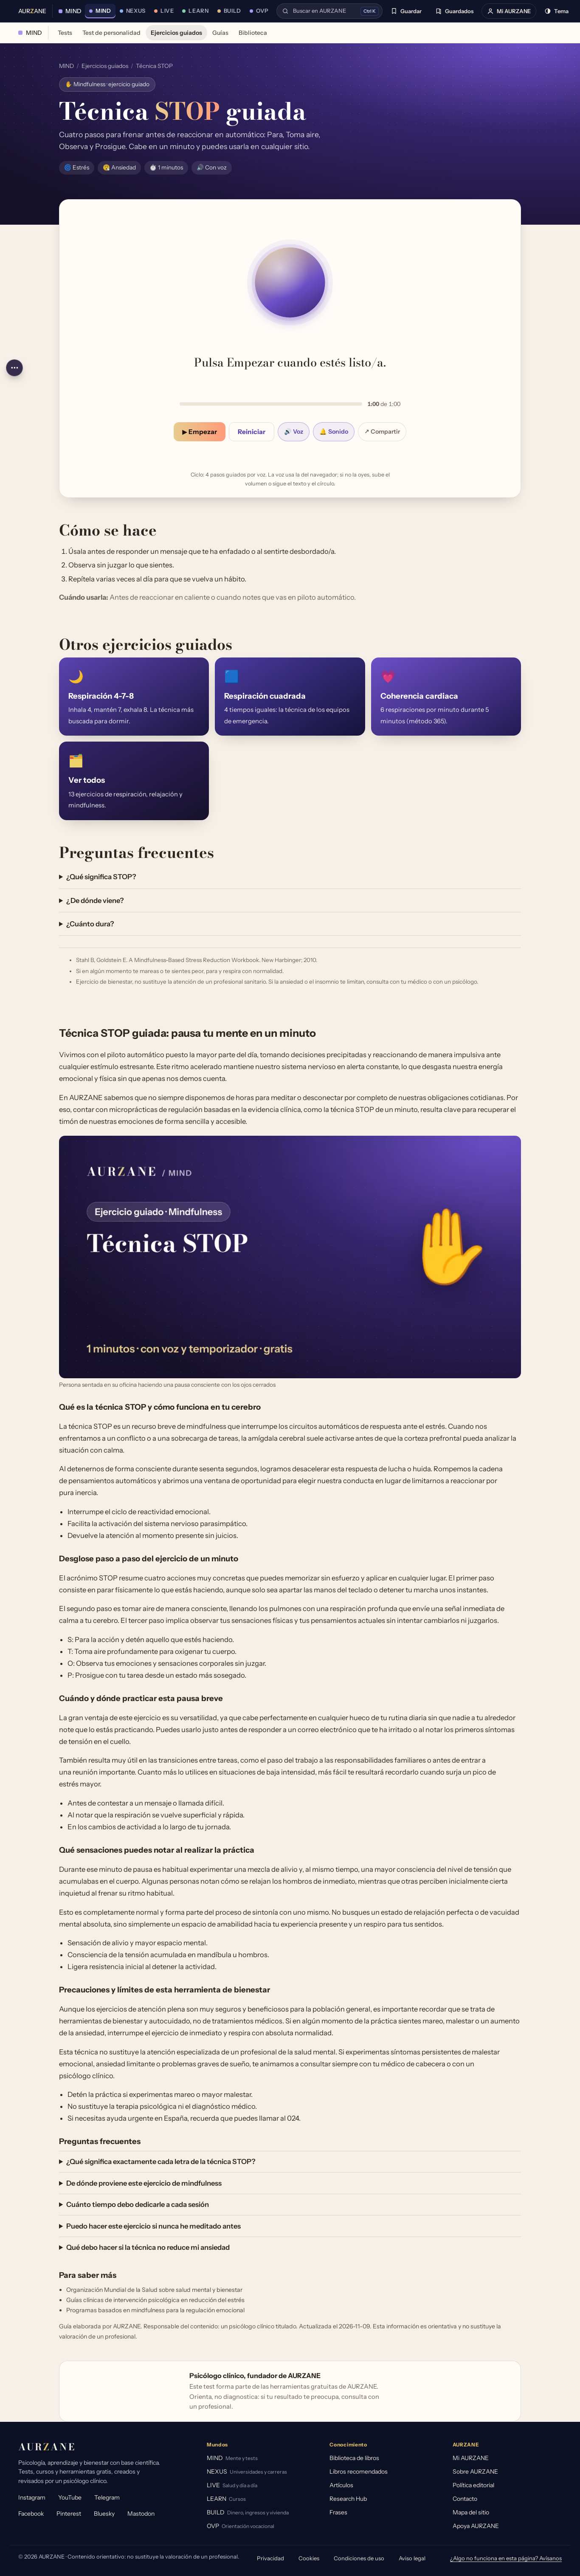 AURZANE MIND MIND NEXUS LIVE LEARN BUILD OVP Buscar en AURZANE Ctrl K Guardar Guardados Mi AURZANE Tema
MIND Tests Test de personalidad Ejercicios guiados Guías Biblioteca
MIND / Ejercicios guiados / Técnica STOP
Mindfulness · ejercicio guiado
Técnica STOP guiada
Cuatro pasos para frenar antes de reaccionar en automático: Para, Toma aire,
Observa y Prosigue. Cabe en un minuto y puedes usarla en cualquier sitio.
Estrés Ansiedad 1 minutos Con voz
Pulsa Empezar cuando estés listo/a.
1:00 de 1:00
▶ Empezar Reiniciar Voz Sonido ↗ Compartir
Ciclo: 4 pasos guiados por voz. La voz usa la del navegador: si no la oyes, sube el
volumen o sigue el texto y el círculo.
Cómo se hace
1. Úsala antes de responder un mensaje que te ha enfadado o al sentirte desbordado/a.
2. Observa sin juzgar lo que sientes.
3. Repítela varias veces al día para que se vuelva un hábito.
Cuándo usarla: Antes de reaccionar en caliente o cuando notes que vas en piloto automático.
Otros ejercicios guiados
Respiración 4-7-8
Inhala 4, mantén 7, exhala 8. La técnica más
buscada para dormir.
Respiración cuadrada
4 tiempos iguales: la técnica de los equipos
de emergencia.
Coherencia cardiaca
6 respiraciones por minuto durante 5
minutos (método 365).
Ver todos
13 ejercicios de respiración, relajación y
mindfulness.
Preguntas frecuentes
¿Qué significa STOP?
¿De dónde viene?
¿Cuánto dura?
Stahl B, Goldstein E. A Mindfulness-Based Stress Reduction Workbook. New Harbinger; 2010.
Si en algún momento te mareas o te sientes peor, para y respira con normalidad.
Ejercicio de bienestar, no sustituye la atención de un profesional sanitario. Si la ansiedad o el insomnio te limitan, consulta con tu médico o con un psicólogo.
Técnica STOP guiada: pausa tu mente en un minuto
Vivimos con el piloto automático puesto la mayor parte del día, tomando decisiones precipitadas y reaccionando de manera impulsiva ante
cualquier estímulo estresante. Este ritmo acelerado mantiene nuestro sistema nervioso en alerta constante, lo que desgasta nuestra energía
emocional y física sin que apenas nos demos cuenta.
En AURZANE sabemos que no siempre disponemos de horas para meditar o desconectar por completo de nuestras obligaciones cotidianas. Por
eso, contar con microprácticas de regulación basadas en la evidencia clínica, como la técnica STOP de un minuto, resulta clave para recuperar el
timón de nuestras emociones de forma sencilla y accesible.
AURZANE / MIND
Ejercicio guiado · Mindfulness
Técnica STOP
1 minutos · con voz y temporizador · gratis
Persona sentada en su oficina haciendo una pausa consciente con los ojos cerrados
Qué es la técnica STOP y cómo funciona en tu cerebro
La técnica STOP es un recurso breve de mindfulness que interrumpe los circuitos automáticos de respuesta ante el estrés. Cuando nos
enfrentamos a un conflicto o a una sobrecarga de tareas, la amígdala cerebral suele activarse antes de que la corteza prefrontal pueda analizar la
situación con calma.
Al detenernos de forma consciente durante sesenta segundos, logramos desacelerar esta respuesta de lucha o huida. Rompemos la cadena
de pensamientos automáticos y abrimos una ventana de oportunidad para elegir nuestra conducta en lugar de limitarnos a reaccionar por
pura inercia.
Interrumpe el ciclo de reactividad emocional.
Facilita la activación del sistema nervioso parasimpático.
Devuelve la atención al momento presente sin juicios.
Desglose paso a paso del ejercicio de un minuto
El acrónimo STOP resume cuatro acciones muy concretas que puedes memorizar sin esfuerzo y aplicar en cualquier lugar. El primer paso
consiste en parar físicamente lo que estás haciendo, aunque solo sea apartar las manos del teclado o detener tu marcha unos instantes.
El segundo paso es tomar aire de manera consciente, llenando los pulmones con una respiración profunda que envíe una señal inmediata de
calma a tu cerebro. El tercer paso implica observar tus sensaciones físicas y tus pensamientos actuales sin intentar cambiarlos ni juzgarlos.
S: Para la acción y detén aquello que estés haciendo.
T: Toma aire profundamente para oxigenar tu cuerpo.
O: Observa tus emociones y sensaciones corporales sin juzgar.
P: Prosigue con tu tarea desde un estado más sosegado.
Cuándo y dónde practicar esta pausa breve
La gran ventaja de este ejercicio es su versatilidad, ya que cabe perfectamente en cualquier hueco de tu rutina diaria sin que nadie a tu alrededor
note que lo estás practicando. Puedes usarlo justo antes de responder a un correo electrónico que te ha irritado o al notar los primeros síntomas
de tensión en el cuello.
También resulta muy útil en las transiciones entre tareas, como el paso del trabajo a las responsabilidades familiares o antes de entrar a
una reunión importante. Cuanto más lo utilices en situaciones de baja intensidad, más fácil te resultará recordarlo cuando surja un pico de
estrés mayor.
Antes de contestar a un mensaje o llamada difícil.
Al notar que la respiración se vuelve superficial y rápida.
En los cambios de actividad a lo largo de tu jornada.
Qué sensaciones puedes notar al realizar la práctica
Durante ese minuto de pausa es habitual experimentar una mezcla de alivio y, al mismo tiempo, una mayor consciencia del nivel de tensión que
acumulabas en el cuerpo. Algunas personas notan cómo se relajan los hombros de inmediato, mientras que otras perciben inicialmente cierta
inquietud al frenar su ritmo habitual.
Esto es completamente normal y forma parte del proceso de sintonía con uno mismo. No busques un estado de relajación perfecta o de vacuidad
mental absoluta, sino simplemente un espacio de amabilidad hacia tu experiencia presente y un respiro para tus sentidos.
Sensación de alivio y mayor espacio mental.
Consciencia de la tensión acumulada en mandíbula u hombros.
Ligera resistencia inicial al detener la actividad.
Precauciones y límites de esta herramienta de bienestar
Aunque los ejercicios de atención plena son muy seguros y beneficiosos para la población general, es importante recordar que se trata de
herramientas de bienestar y autocuidado, no de tratamientos médicos. Si en algún momento de la práctica sientes mareo, malestar o un aumento
de la ansiedad, interrumpe el ejercicio de inmediato y respira con absoluta normalidad.
Esta técnica no sustituye la atención especializada de un profesional de la salud mental. Si experimentas síntomas persistentes de malestar
emocional, ansiedad limitante o problemas graves de sueño, te animamos a consultar siempre con tu médico de cabecera o con un
psicólogo clínico.
Detén la práctica si experimentas mareo o mayor malestar.
No sustituye la terapia psicológica ni el diagnóstico médico.
Si necesitas ayuda urgente en España, recuerda que puedes llamar al 024.
Preguntas frecuentes
¿Qué significa exactamente cada letra de la técnica STOP?
De dónde proviene este ejercicio de mindfulness
Cuánto tiempo debo dedicarle a cada sesión
Puedo hacer este ejercicio si nunca he meditado antes
Qué debo hacer si la técnica no reduce mi ansiedad
Para saber más
Organización Mundial de la Salud sobre salud mental y bienestar
Guías clínicas de intervención psicológica en reducción del estrés
Programas basados en mindfulness para la regulación emocional
Guía elaborada por AURZANE. Responsable del contenido: un psicólogo clínico titulado. Actualizada el 2026-11-09. Esta información es orientativa y no sustituye la
valoración de un profesional.
Psicólogo clínico, fundador de AURZANE
Este test forma parte de las herramientas gratuitas de AURZANE.
Orienta, no diagnostica: si tu resultado te preocupa, consulta con
un profesional.
AURZANE
Psicología, aprendizaje y bienestar con base científica.
Tests, cursos y herramientas gratis, creados y
revisados por un psicólogo clínico.
Instagram YouTube Telegram
Facebook Pinterest Bluesky Mastodon
Mundos
MIND Mente y tests
NEXUS Universidades y carreras
LIVE Salud y día a día
LEARN Cursos
BUILD Dinero, ingresos y vivienda
OVP Orientación vocacional
Conocimiento
Biblioteca de libros
Libros recomendados
Artículos
Research Hub
Frases
AURZANE
Mi AURZANE
Sobre AURZANE
Política editorial
Contacto
Mapa del sitio
Apoya AURZANE
© 2026 AURZANE · Contenido orientativo: no sustituye la valoración de un profesional. Privacidad Cookies Condiciones de uso Aviso legal ¿Algo no funciona en esta página? Avísanos